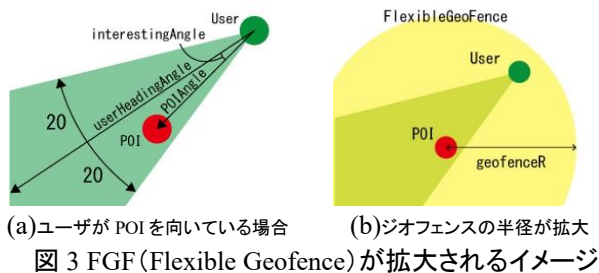 User
interestingAngle
userHeadingAngle
POIAngle
20
POI
20
FlexibleGeoFence
User
POI
geofenceR
(a)ユーザが POI を向いている場合
(b)ジオフェンスの半径が拡大
図 3 FGF(Flexible Geofence)が拡大されるイメージ